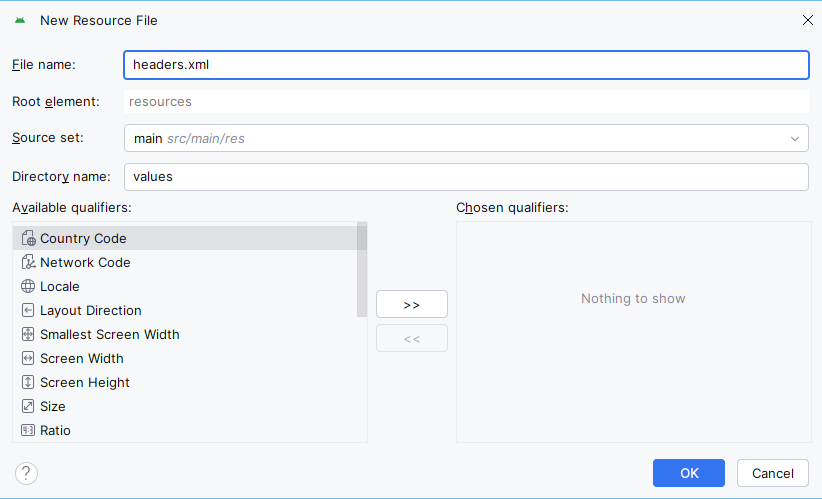 New Resource File
File name: headers.xml
Root element: resources
Source set: main src/main/res
Directory name: values
Available qualifiers:
Chosen qualifiers:
Country Code
Network Code
Locale
Layout Direction
Smallest Screen Width
Screen Width
Screen Height
Size
Ratio
>>
<<
Nothing to show
?
OK
Cancel